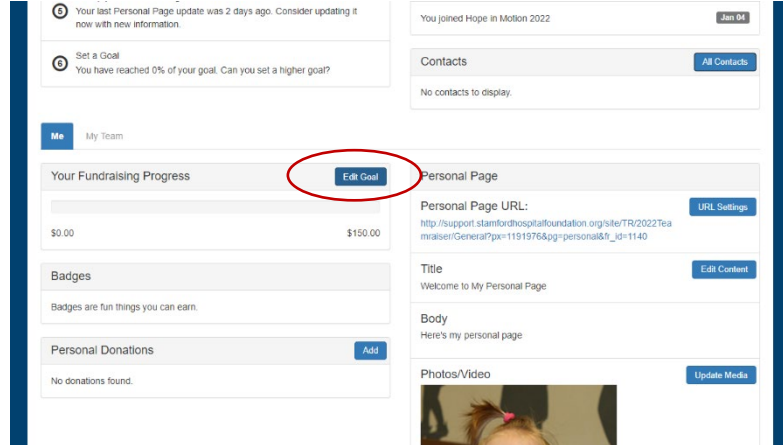 5 Your last Personal Page update was 2 days ago. Consider updating it
now with new information.
6 Set a Goal
You have reached 0% of your goal. Can you set a higher goal?
You joined Hope in Motion 2022 Jan 04
Contacts All Contacts
No contacts to display.
Me My Team
Your Fundraising Progress Edit Goal
$0.00 $150.00
Badges
Badges are fun things you can earn.
Personal Donations Add
No donations found.
Personal Page
Personal Page URL: URL Settings
http://support.stamfordhospitalfoundation.org/site/TR/2022Tea
mraiser/General?px=1191976&pg=personal&fr_id=1140
Title Edit Content
Welcome to My Personal Page
Body
Here's my personal page
Photos/Video Update Media